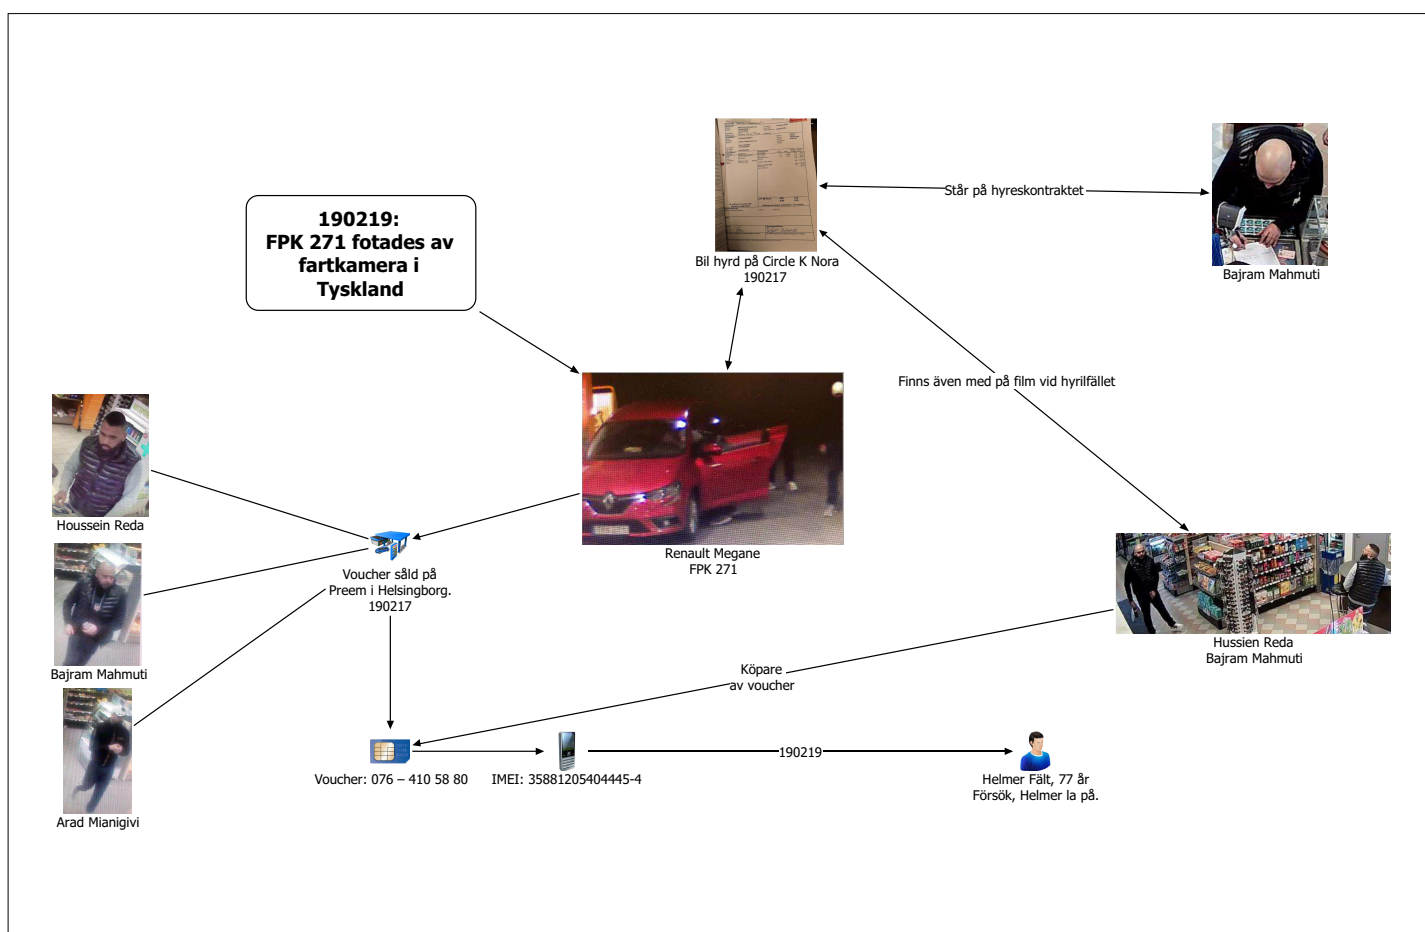 190219:
FPK 271 fotades av
fartkamera i
Tyskland
Bil hyrd på Circle K Nora
190217
Står på hyreskontraktet
Bajram Mahmuti
Finns även med på film vid hyrilfället
Renault Megane
FPK 271
Houssein Reda
Voucher såld på
Preem i Helsingborg.
190217
Bajram Mahmuti
Arad Mianigivi
Hussien Reda
Bajram Mahmuti
Köpare
av voucher
Voucher: 076 – 410 58 80
IMEI: 35881205404445-4
190219
Helmer Fält, 77 år
Försök, Helmer la på.